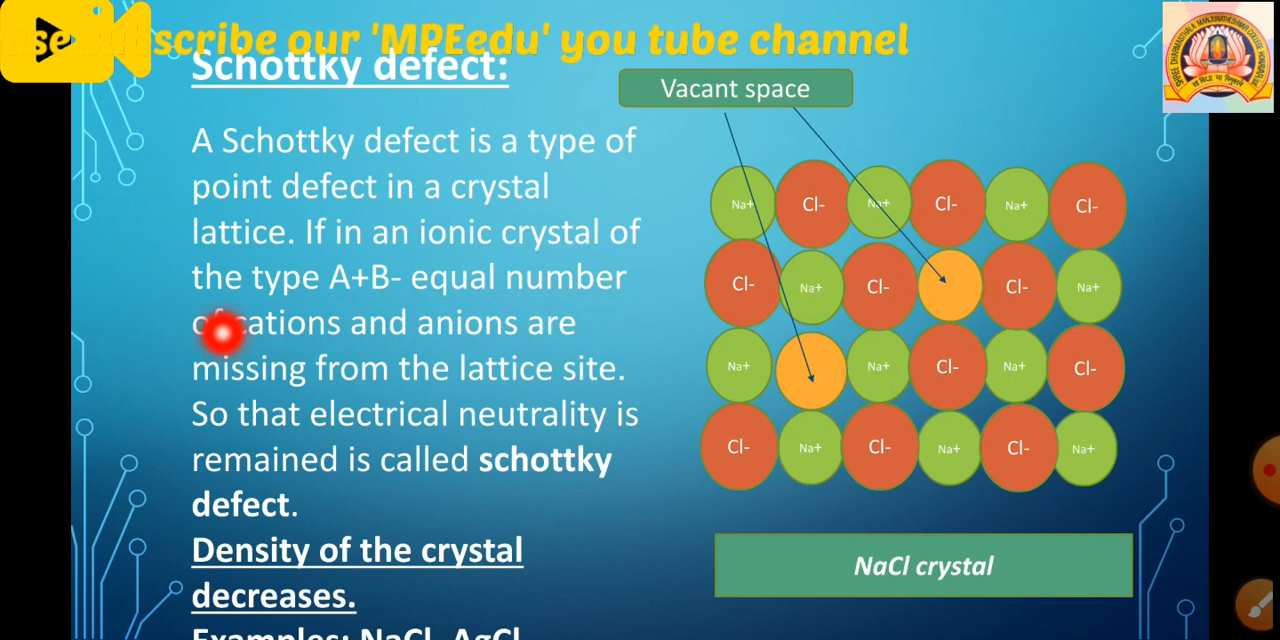 scribe our 'MPEedu' you tube channel
Schottky defect:
Vacant space
A Schottky defect is a type of
point defect in a crystal
lattice. If in an ionic crystal of
the type A+B- equal number
of cations and anions are
missing from the lattice site.
So that electrical neutrality is
remained is called schottky
defect.
Density of the crystal
decreases.
Examples: NaCl, AgCl
Na+ Cl- Na+ Cl- Na+ Cl-
Cl- Na+ Cl- Cl- Na+
Na+ Na+ Cl- Na+ Cl-
Cl- Na+ Cl- Na+ Cl- Na+
NaCl crystal